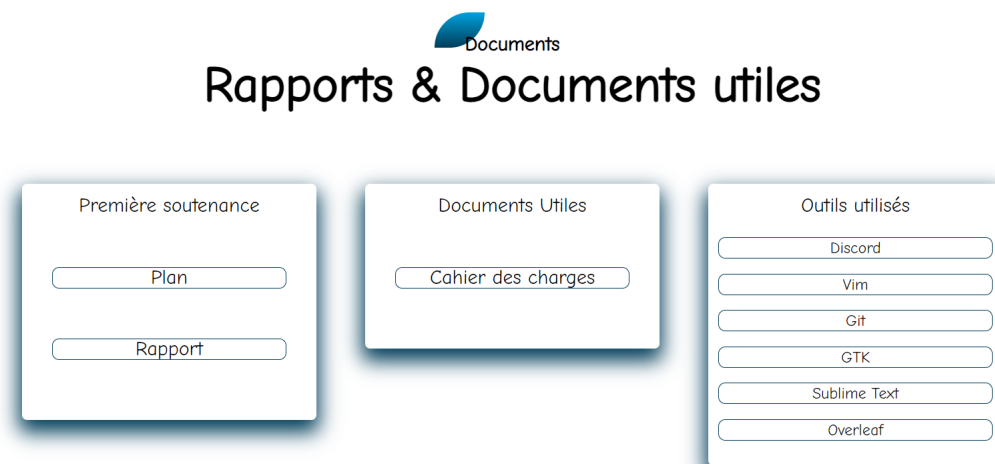 Documents
Rapports & Documents utiles
Première soutenance
Plan
Rapport
Documents Utiles
Cahier des charges
Outils utilisés
Discord
Vim
Git
GTK
Sublime Text
Overleaf